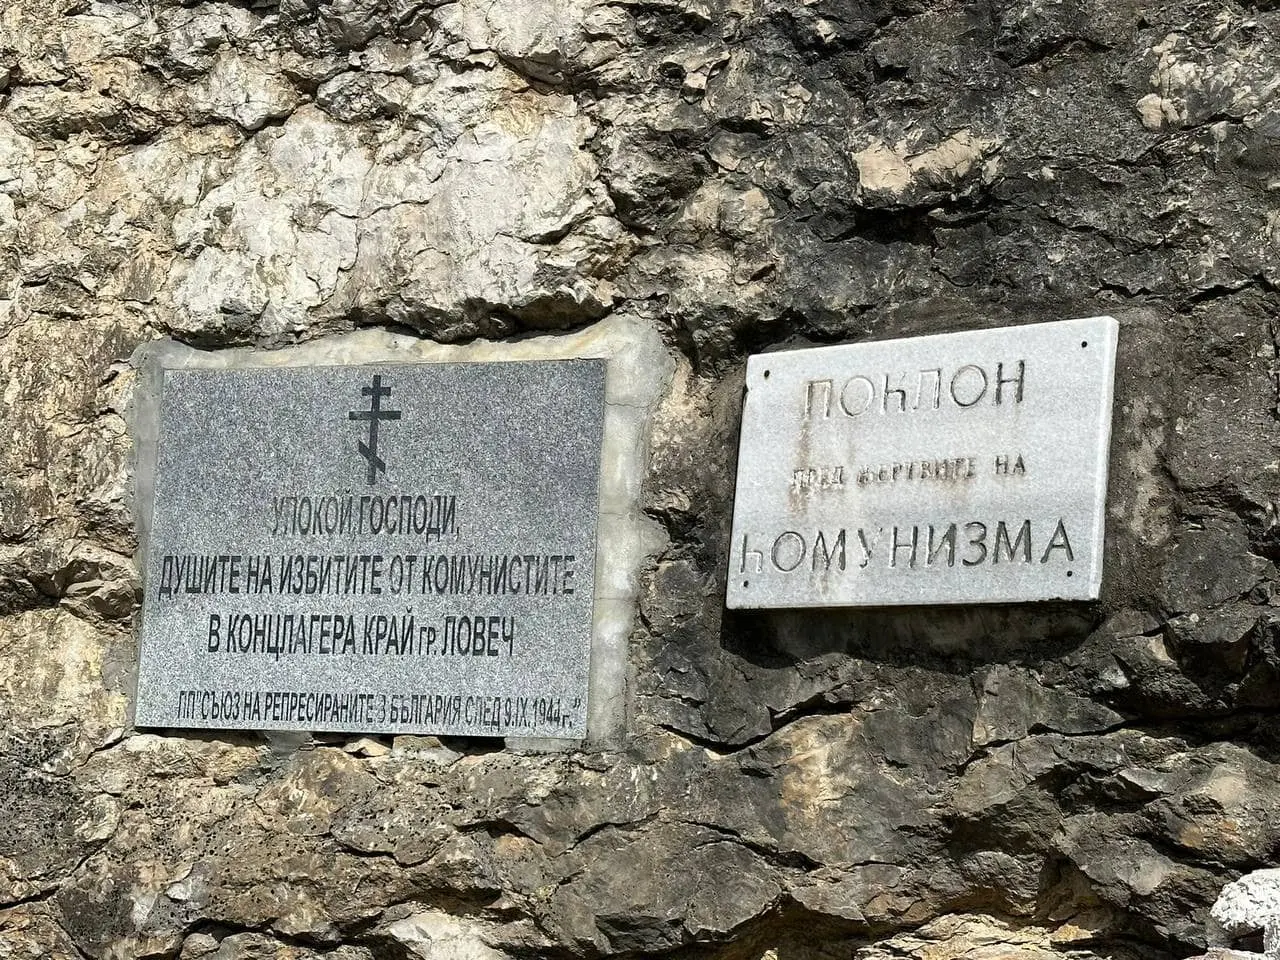 УПОКОЙ, ГОСПОДИ,
ДУШИТЕ НА ИЗБИТИТЕ ОТ КОМУНИСТИТЕ
В КОНЦЛАГЕРА КРАЙ гр. ЛОВЕЧ
ПП "СЪЮЗ НА РЕПРЕСИРАНИТЕ В БЪЛГАРИЯ СЛЕД 9.IX.1944 г."
ПОКЛОН
ПРЕД ЖЕРТВИТЕ НА
КОМУНИЗМА